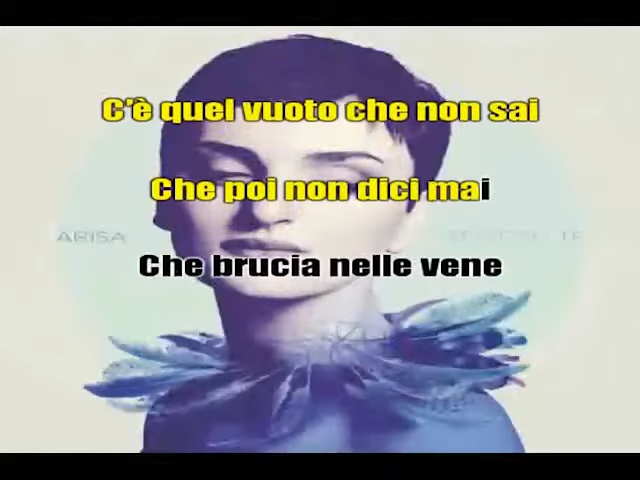 C'è quel vuoto che non sai
Che poi non dici mai
ARISA
Che brucia nelle vene